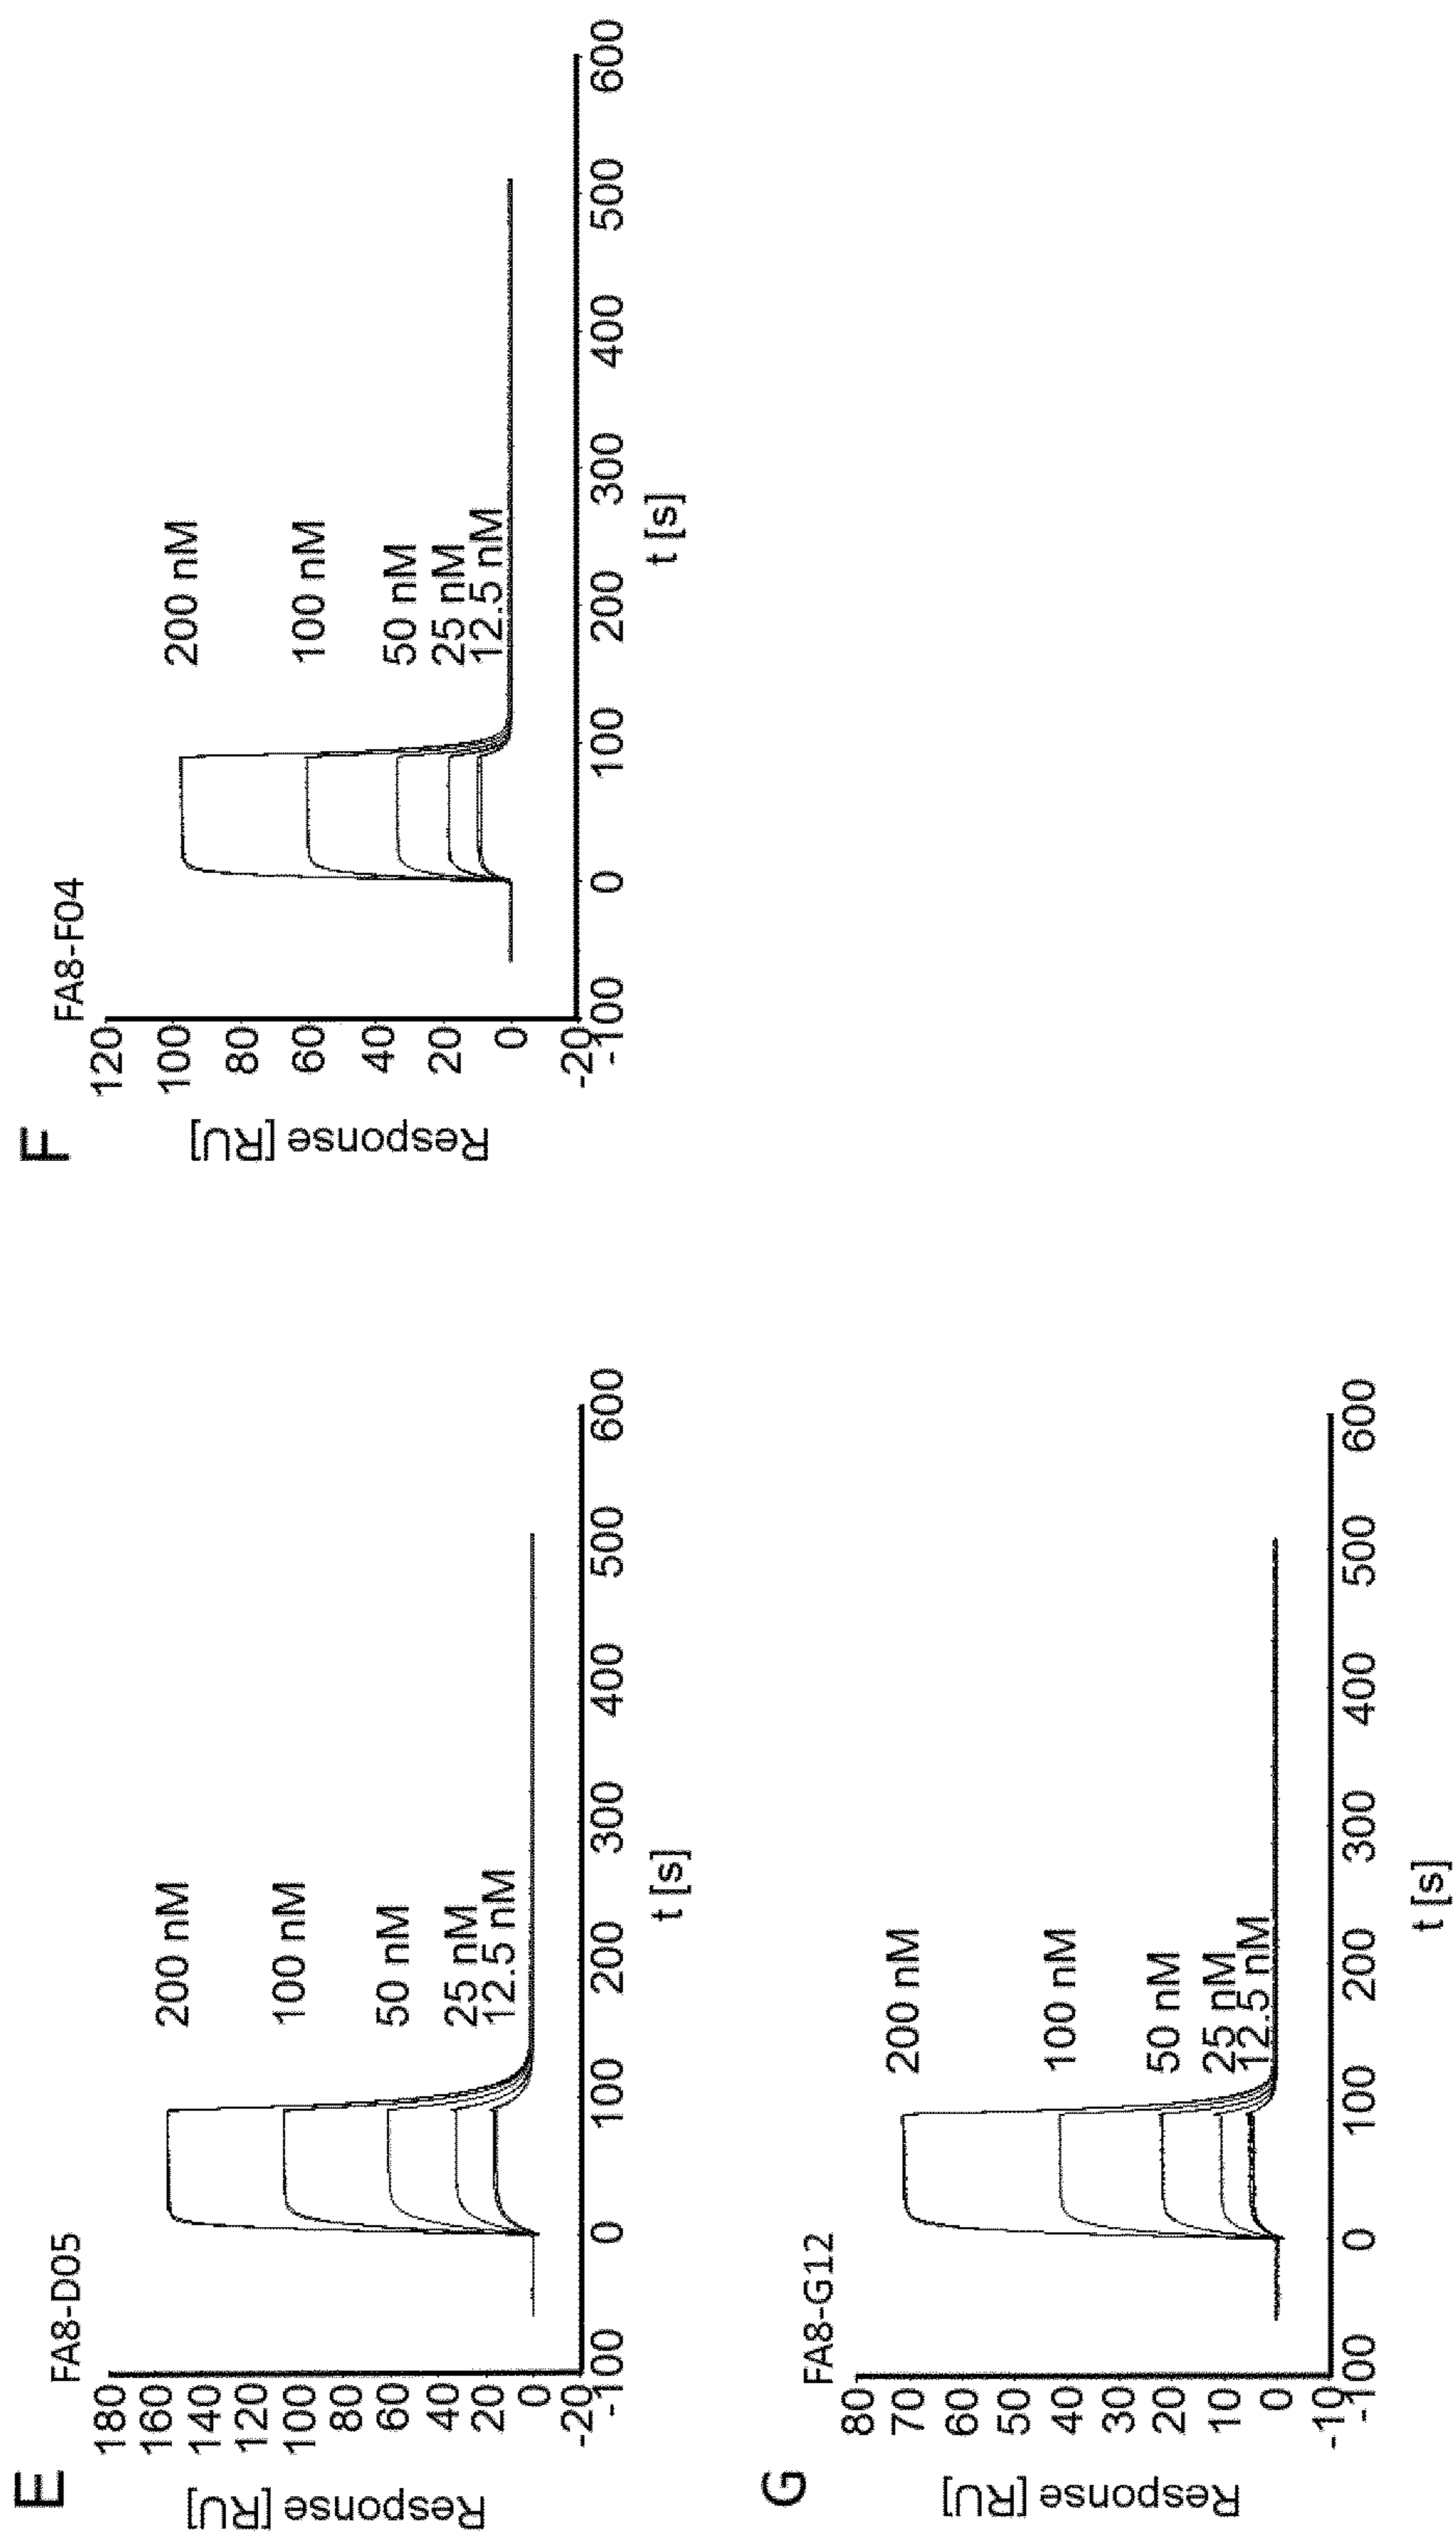 E
FA8-D05
Response [RU]
180
160
140
120
100
80
60
40
20
0
-20
200 nM
100 nM
50 nM
25 nM
12.5 nM
-100 0 100 200 300 400 500 600
t [s]
F
FA8-F04
Response [RU]
120
100
80
60
40
20
0
-20
200 nM
100 nM
50 nM
25 nM
12.5 nM
-100 0 100 200 300 400 500 600
t [s]
G
FA8-G12
Response [RU]
80
70
60
50
40
30
20
10
0
-10
200 nM
100 nM
50 nM
25 nM
12.5 nM
-100 0 100 200 300 400 500 600
t [s]